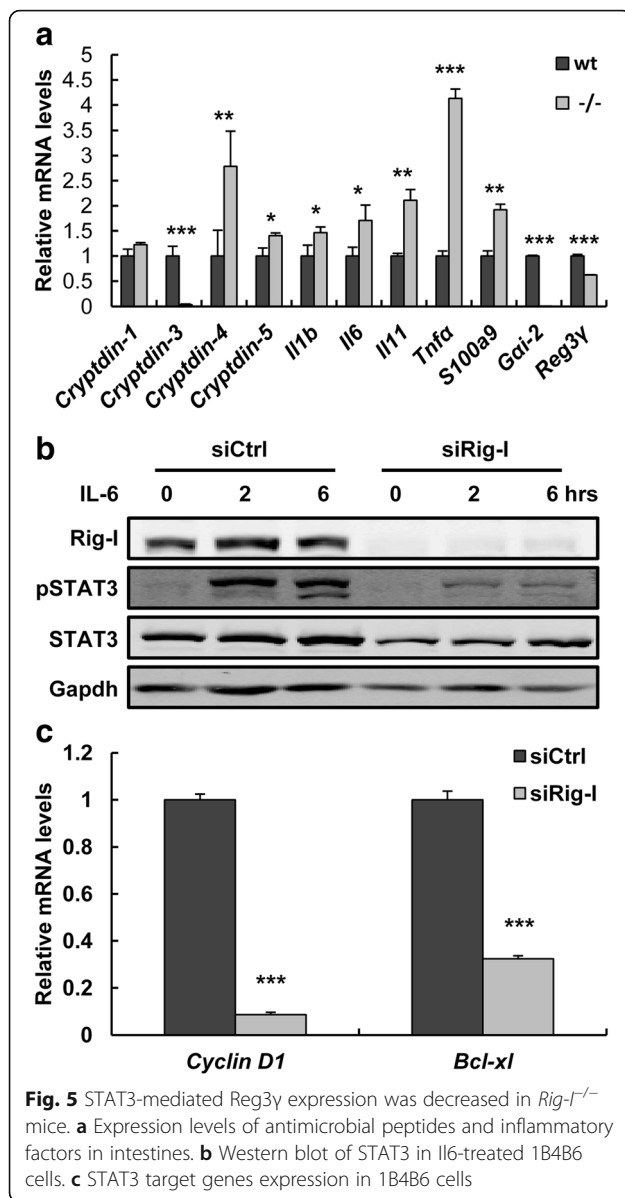 a
Relative mRNA levels
5
4.5
4
3.5
3
2.5
2
1.5
1
0.5
0
wt
-/-
***
**
*
*
*
**
***
**
***
***
Cryptdin-1
Cryptdin-3
Cryptdin-4
Cryptdin-5
Il1b
Il6
Il11
Tnfα
S100a9
Gαi-2
Reg3γ
b
siCtrl siRig-I
IL-6 0 2 6 0 2 6 hrs
Rig-I
pSTAT3
STAT3
Gapdh
c
Relative mRNA levels
1.2
1
0.8
0.6
0.4
0.2
0
siCtrl
siRig-I
***
***
Cyclin D1
Bcl-xl
Fig. 5 STAT3-mediated Reg3γ expression was decreased in Rig-I⁻/⁻
mice. a Expression levels of antimicrobial peptides and inflammatory
factors in intestines. b Western blot of STAT3 in Il6-treated 1B4B6
cells. c STAT3 target genes expression in 1B4B6 cells